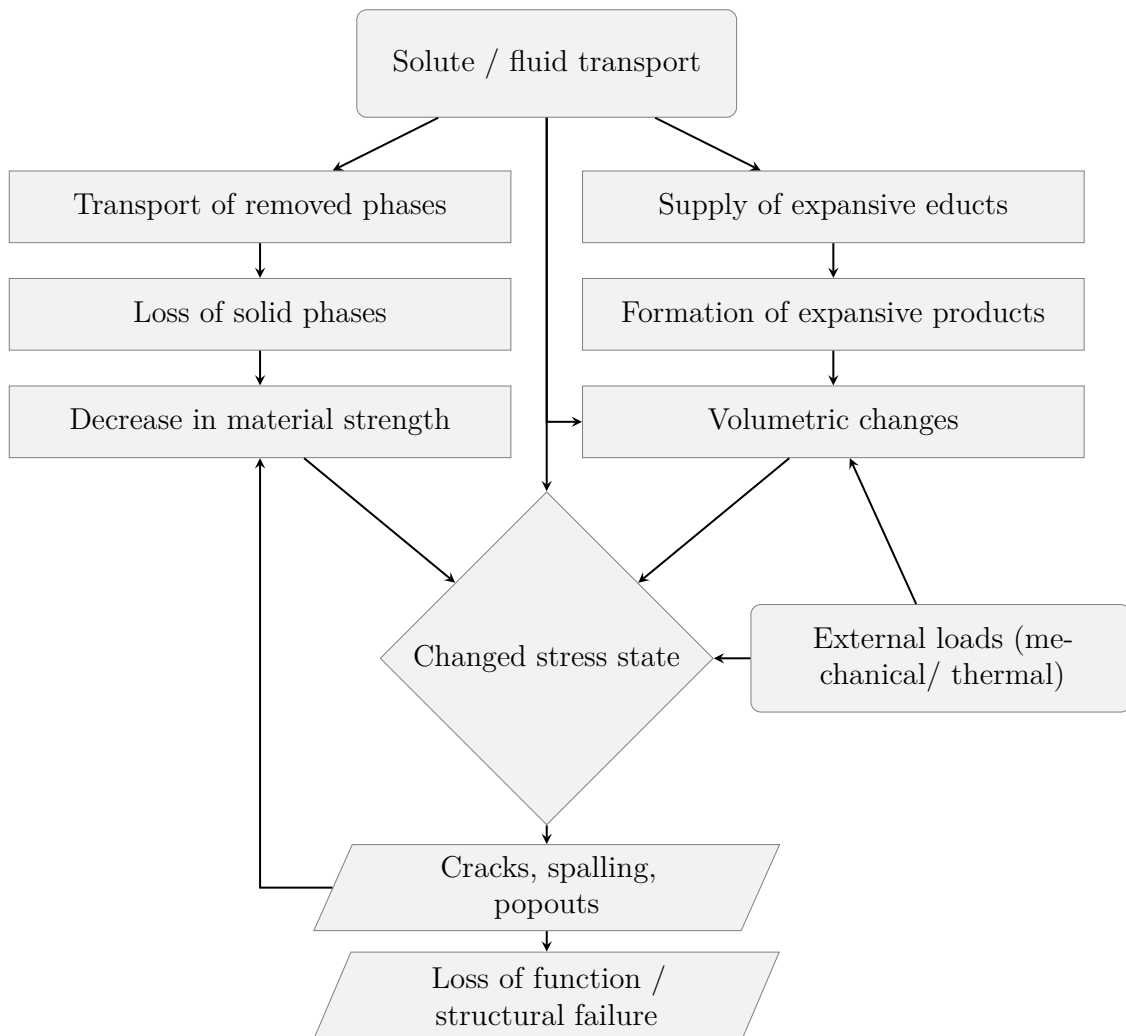 Solute / fluid transport
Transport of removed phases
Supply of expansive educts
Loss of solid phases
Formation of expansive products
Decrease in material strength
Volumetric changes
Changed stress state
External loads (me-
chanical/ thermal)
Cracks, spalling,
popouts
Loss of function /
structural failure